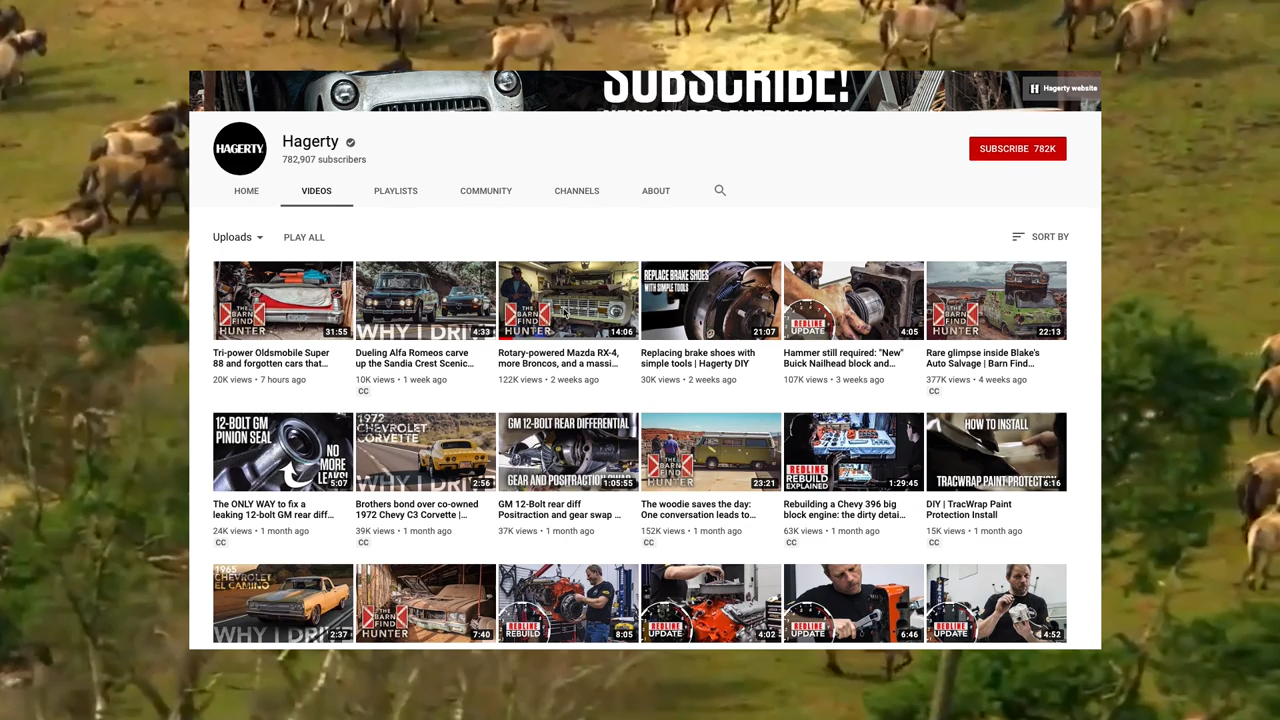 SUBSCRIBE!
H Hagerty website
HAGERTY
Hagerty
782,907 subscribers
SUBSCRIBE 782K
HOME VIDEOS PLAYLISTS COMMUNITY CHANNELS ABOUT
Uploads PLAY ALL SORT BY
THE
BARN
FIND
HUNTER
31:55
Tri-power Oldsmobile Super
88 and forgotten cars that…
20K views • 7 hours ago
WHY I DRIVE
4:33
Dueling Alfa Romeos carve
up the Sandia Crest Scenic…
10K views • 1 week ago
CC
THE
BARN
FIND
HUNTER
14:06
Rotary-powered Mazda RX-4,
more Broncos, and a massi…
122K views • 2 weeks ago
REPLACE BRAKE SHOES
WITH SIMPLE TOOLS
21:07
Replacing brake shoes with
simple tools | Hagerty DIY
30K views • 2 weeks ago
REDLINE
UPDATE
4:05
Hammer still required: "New"
Buick Nailhead block and…
107K views • 3 weeks ago
THE
BARN
FIND
HUNTER
22:13
Rare glimpse inside Blake's
Auto Salvage | Barn Find…
377K views • 4 weeks ago
CC
12-BOLT GM
PINION SEAL
NO
MORE
LEAKS!
5:07
The ONLY WAY to fix a
leaking 12-bolt GM rear diff…
24K views • 1 month ago
CC
1972
CHEVROLET
CORVETTE
WHY I DRIVE
2:56
Brothers bond over co-owned
1972 Chevy C3 Corvette |…
39K views • 1 month ago
CC
GM 12-BOLT REAR DIFFERENTIAL
GEAR AND POSITRACTION SWAP
1:05:55
GM 12-Bolt rear diff
Positraction and gear swap …
37K views • 1 month ago
THE
BARN
FIND
HUNTER
23:21
The woodie saves the day:
One conversation leads to…
152K views • 1 month ago
CC
REDLINE
REBUILD
EXPLAINED
1:29:45
Rebuilding a Chevy 396 big
block engine: the dirty detai…
63K views • 1 month ago
CC
HOW TO INSTALL
TRACWRAP PAINT PROTECT
6:16
DIY | TracWrap Paint
Protection Install
15K views • 1 month ago
CC
1965
CHEVROLET
EL CAMINO
WHY I DRIVE
2:37
THE
BARN
FIND
HUNTER
7:40
REDLINE
REBUILD
8:05
REDLINE
UPDATE
4:02
REDLINE
UPDATE
6:46
REDLINE
UPDATE
4:52